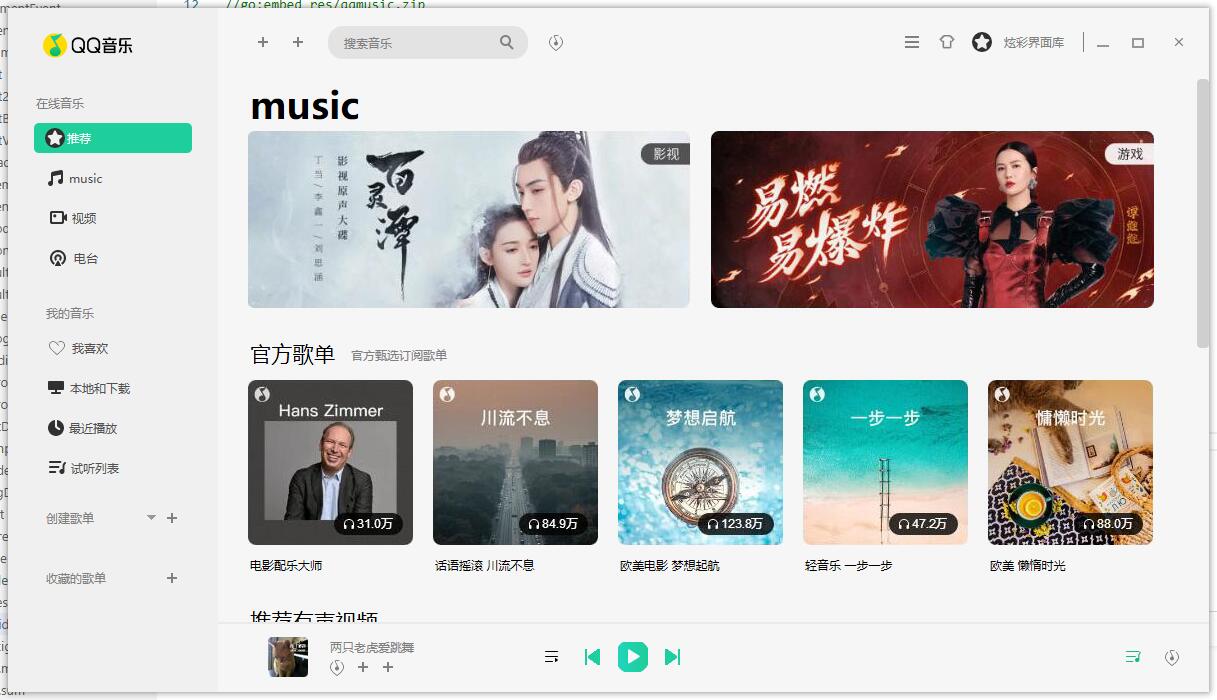 12 //go:embed res/qqmusic.zip
QQ音乐
搜索音乐
炫彩界面库
在线音乐
推荐
music
视频
电台
我的音乐
我喜欢
本地和下载
最近播放
试听列表
创建歌单
收藏的歌单
music
影视
百灵潭
影视原声大碟
丁当/李鑫一/刘思涵
游戏
易燃
易爆炸
谭维维
官方歌单 官方甄选订阅歌单
Hans Zimmer
31.0万
电影配乐大师
川流不息
84.9万
话语摇滚 川流不息
梦想启航
123.8万
欧美电影 梦想起航
一步一步
47.2万
轻音乐 一步一步
慵懒时光
88.0万
欧美 懒惰时光
推荐有声视频
两只老虎爱跳舞